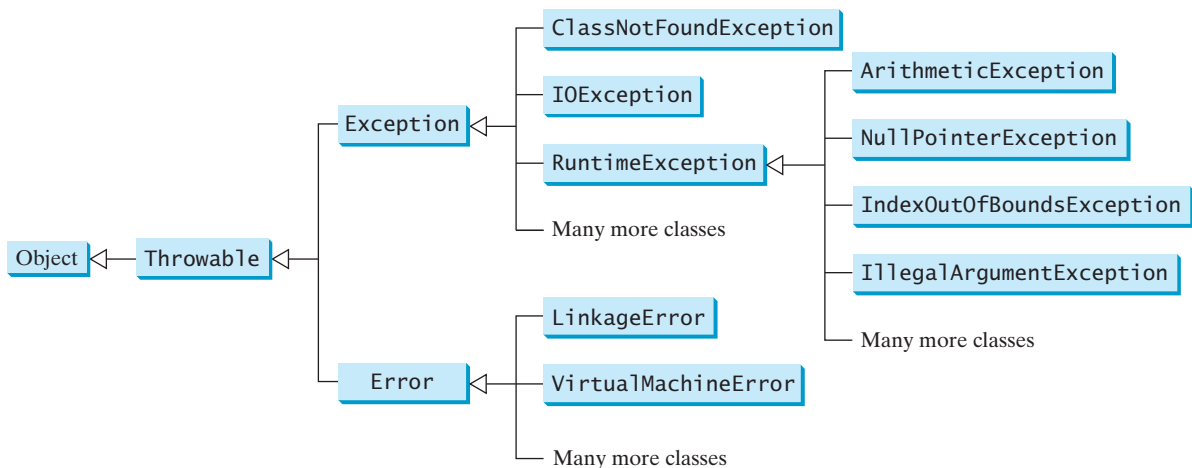 ClassNotFoundException
ArithmeticException
IOException
Exception
NullPointerException
RuntimeException
IndexOutOfBoundsException
Many more classes
Object
Throwable
IllegalArgumentException
LinkageError
Many more classes
Error
VirtualMachineError
Many more classes